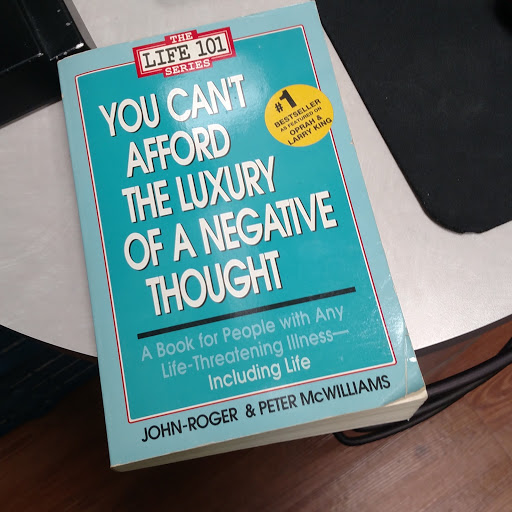 THE
LIFE 101
SERIES
YOU CAN'T
AFFORD
THE LUXURY
OF A NEGATIVE
THOUGHT
#1
BESTSELLER
AS FEATURED ON
OPRAH &
LARRY KING
A Book for People with Any
Life-Threatening Illness—
Including Life
JOHN-ROGER & PETER McWILLIAMS